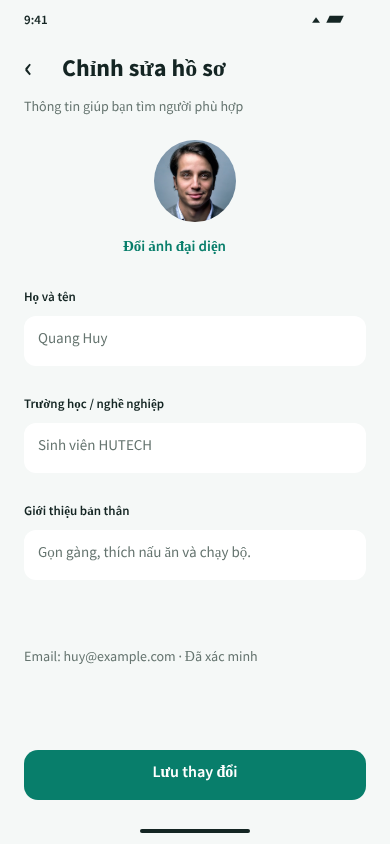 9:41
Chỉnh sửa hồ sơ
Thông tin giúp bạn tìm người phù hợp
Đổi ảnh đại diện
Họ và tên
Quang Huy
Trường học / nghề nghiệp
Sinh viên HUTECH
Giới thiệu bản thân
Gọn gàng, thích nấu ăn và chạy bộ.
Email: huy@example.com · Đã xác minh
Lưu thay đổi